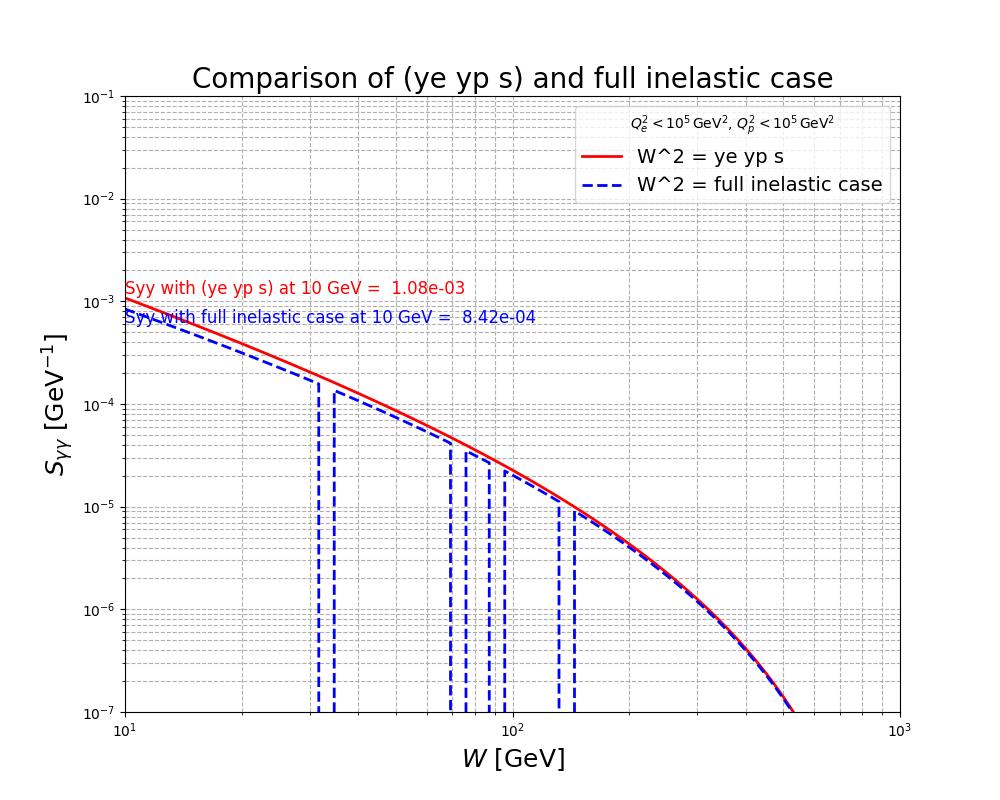 Comparison of (ye yp s) and full inelastic case
Q_e^2 < 10^5 GeV^2, Q_p^2 < 10^5 GeV^2
W^2 = ye yp s
W^2 = full inelastic case
Syy with (ye yp s) at 10 GeV =  1.08e-03
Syy with full inelastic case at 10 GeV =  8.42e-04
S_γγ [GeV^−1]
10^−1
10^−2
10^−3
10^−4
10^−5
10^−6
10^−7
10^1 10^2 10^3
W [GeV]